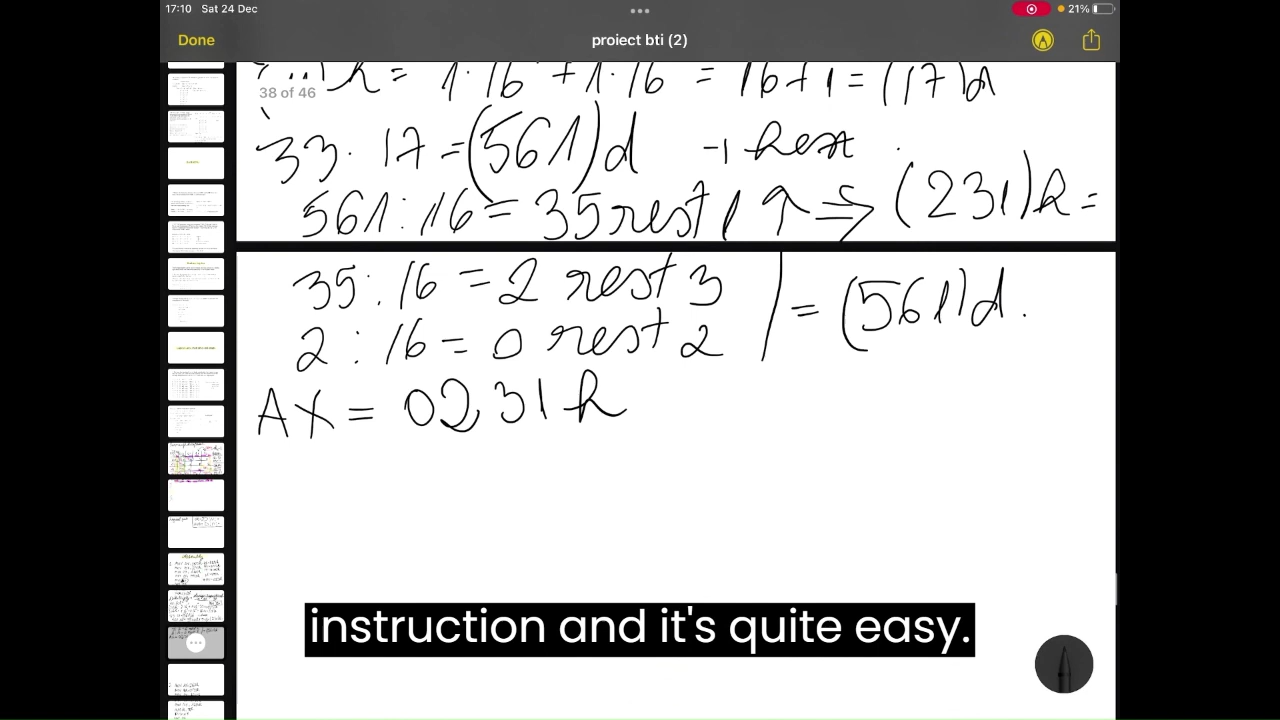 17:10 Sat 24 Dec
21%
Done
proiect bti (2)
h = 1·16 + 1·16 = 16+1 = (17)d
38 of 46
33·17 = (561)d → hex
561:16 = 35 rest 1 ↑ ⇒ (231)h =
35:16 = 2 rest 3
= (561)d.
2:16 = 0 rest 2
AX = 0231h
instruction and it's quite easy.